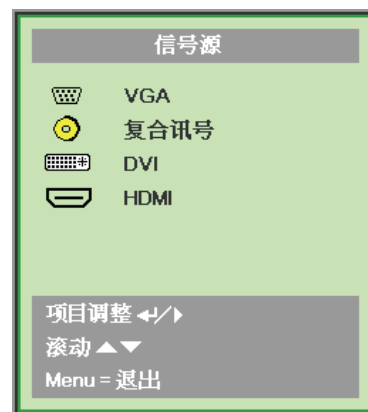 信号源
VGA
复合讯号
DVI
HDMI
项目调整 ↵/▶
滚动 ▲▼
Menu = 退出